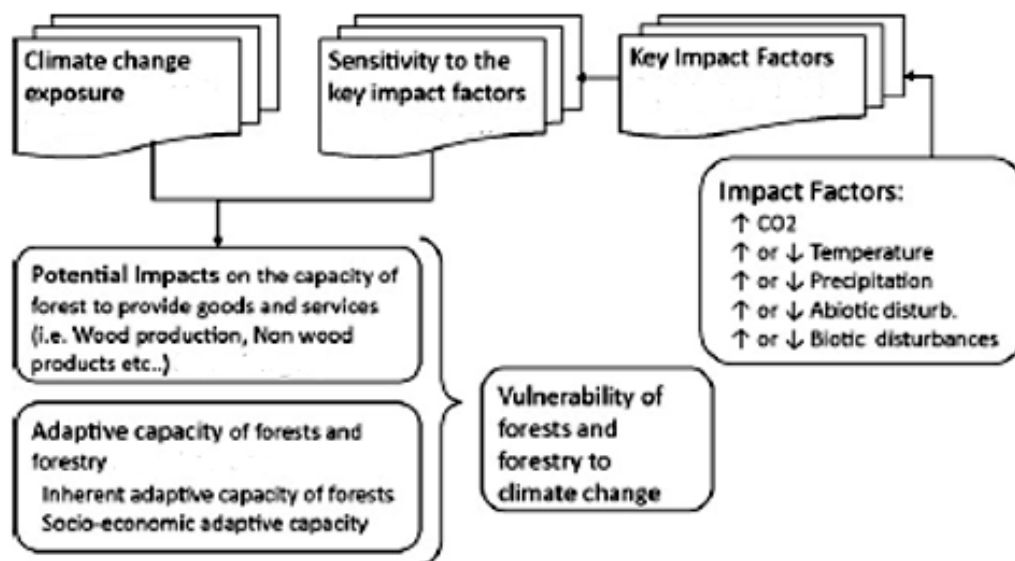 Climate change
exposure
Sensitivity to the
key impact factors
Key Impact Factors
Impact Factors:
↑ CO2
↑ or ↓ Temperature
↑ or ↓ Precipitation
↑ or ↓ Abiotic disturb.
↑ or ↓ Biotic disturbances
Potential Impacts on the capacity of
forest to provide goods and services
(i.e. Wood production, Non wood
products etc..)
Adaptive capacity of forests and
forestry
Inherent adaptive capacity of forests
Socio-economic adaptive capacity
Vulnerability of
forests and
forestry to
climate change